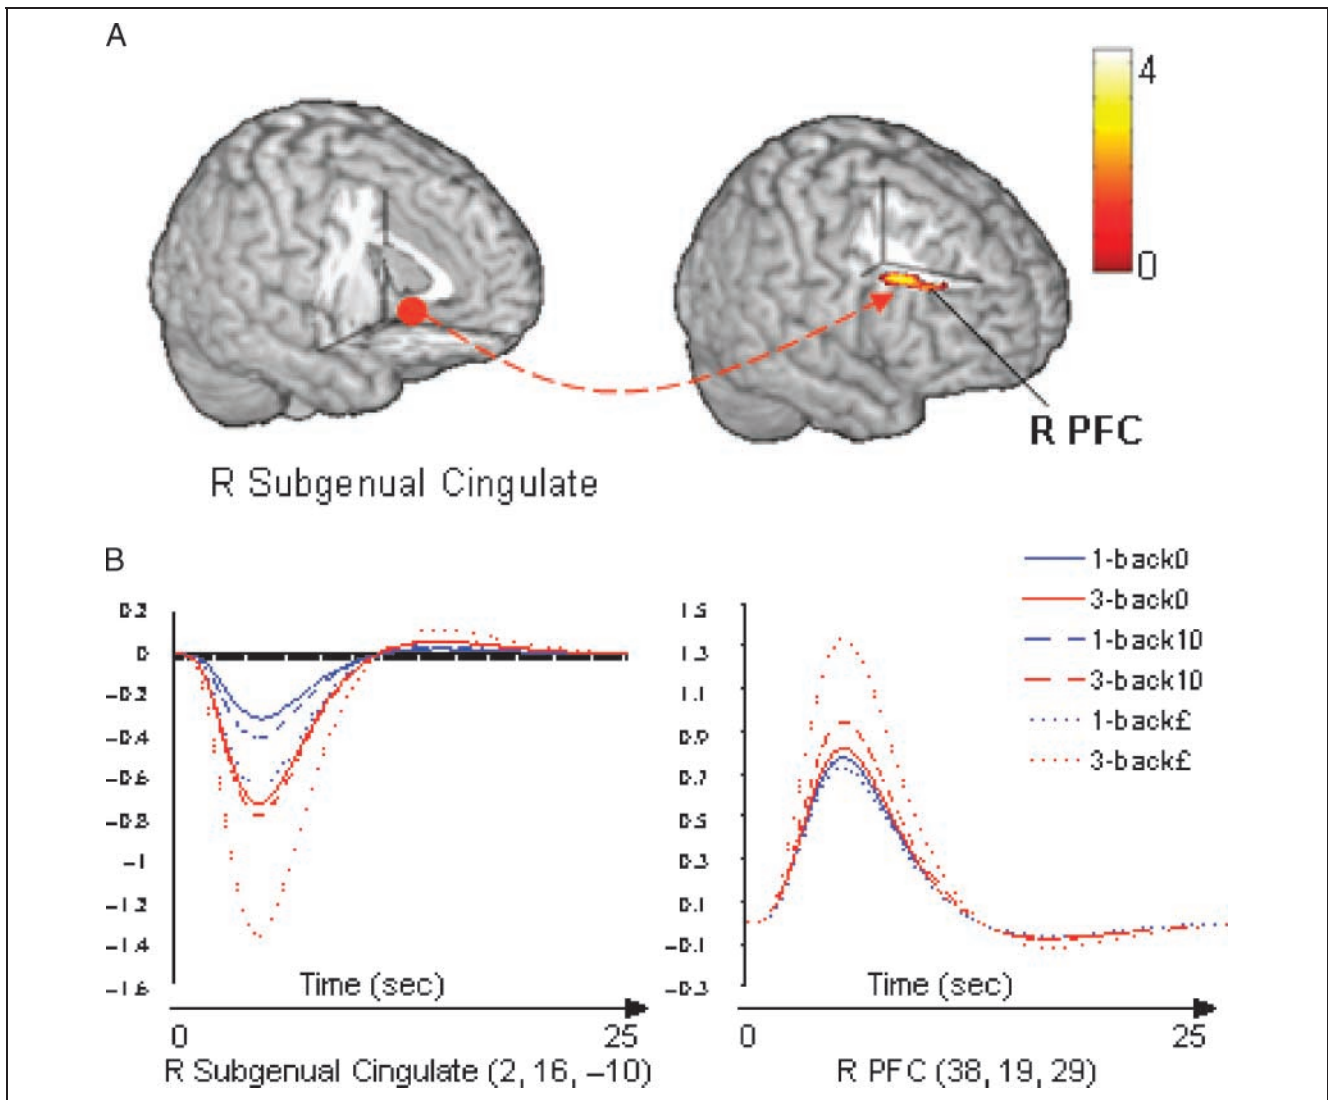 A
4
0
R PFC
R Subgenual Cingulate
B
1-back0
3-back0
1-back10
3-back10
1-back£
3-back£
0.2
0
-0.2
-0.4
-0.6
-0.8
-1
-1.2
-1.4
-1.6
Time (sec)
0
25
R Subgenual Cingulate (2, 16, –10)
1.5
1.3
1.1
0.9
0.7
0.5
0.3
0.1
-0.1
-0.3
Time (sec)
0
25
R PFC (38, 19, 29)